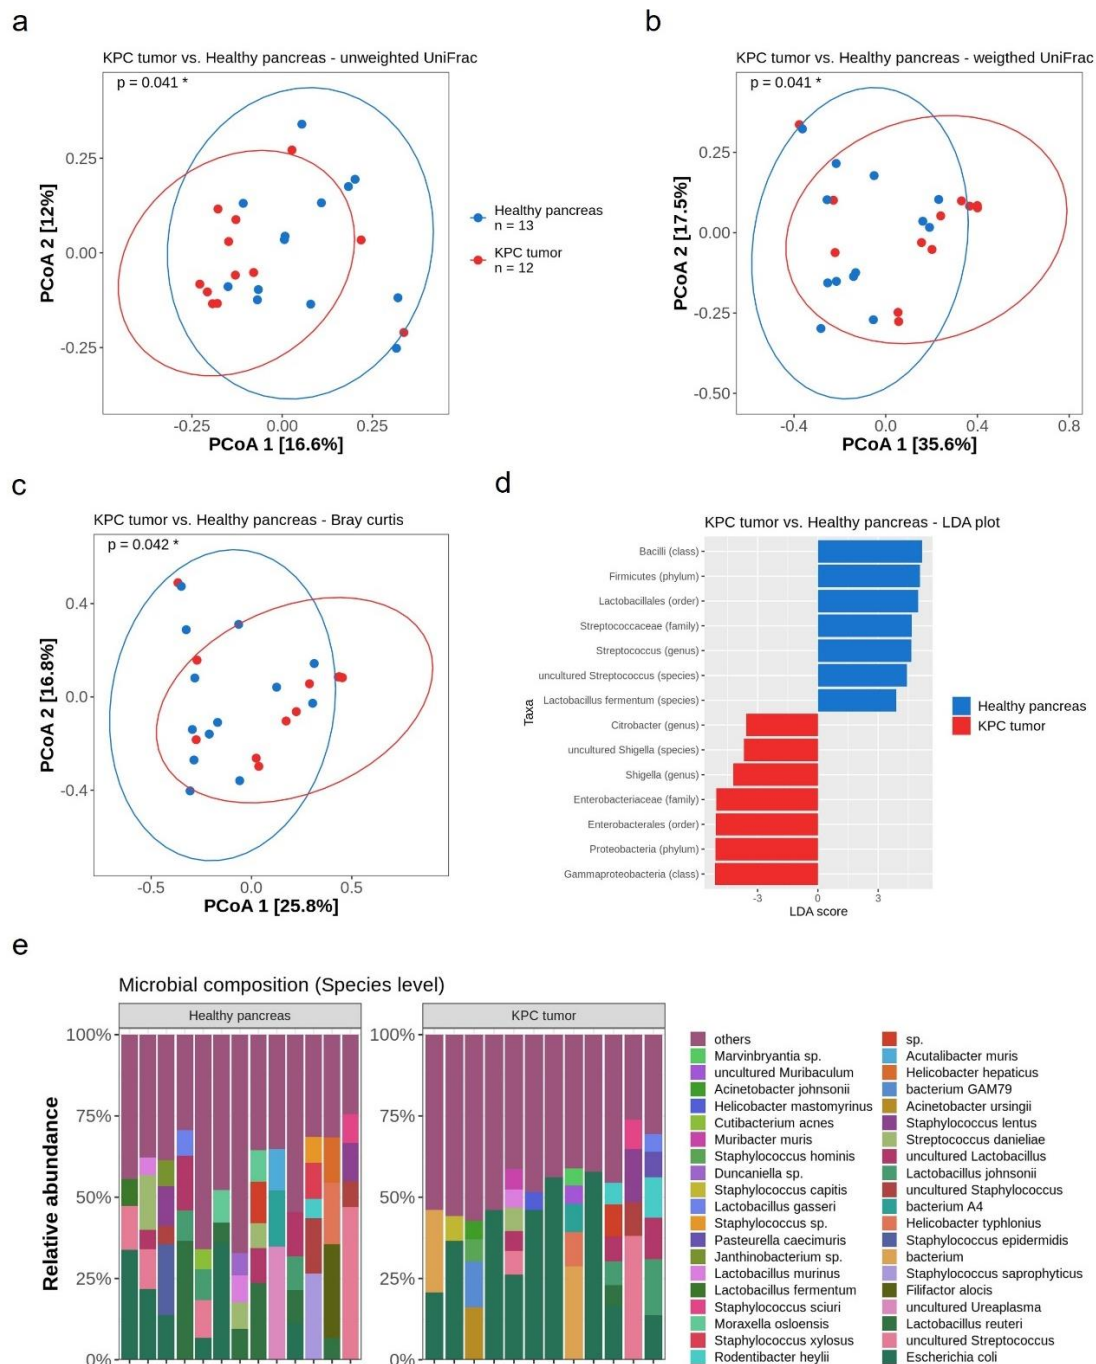 a
KPC tumor vs. Healthy pancreas - unweighted UniFrac
p = 0.041 *
0.25
0.00
-0.25
PCoA 2 [12%]
-0.25
0.00
0.25
PCoA 1 [16.6%]
Healthy pancreas
n = 13
KPC tumor
n = 12
b
KPC tumor vs. Healthy pancreas - weigthed UniFrac
p = 0.041 *
0.25
0.00
-0.25
-0.50
PCoA 2 [17.5%]
-0.4
0.0
0.4
0.8
PCoA 1 [35.6%]
c
KPC tumor vs. Healthy pancreas - Bray curtis
p = 0.042 *
0.4
0.0
-0.4
PCoA 2 [16.8%]
-0.5
0.0
0.5
PCoA 1 [25.8%]
d
KPC tumor vs. Healthy pancreas - LDA plot
Taxa
Bacilli (class)
Firmicutes (phylum)
Lactobacillales (order)
Streptococcaceae (family)
Streptococcus (genus)
uncultured Streptococcus (species)
Lactobacillus fermentum (species)
Citrobacter (genus)
uncultured Shigella (species)
Shigella (genus)
Enterobacteriaceae (family)
Enterobacterales (order)
Proteobacteria (phylum)
Gammaproteobacteria (class)
-3
0
3
LDA score
Healthy pancreas
KPC tumor
e
Microbial composition (Species level)
Healthy pancreas
KPC tumor
Relative abundance
100%
75%
50%
25%
0%
100%
75%
50%
25%
0%
others
Marvinbryantia sp.
uncultured Muribaculum
Acinetobacter johnsonii
Helicobacter mastomyrinus
Cutibacterium acnes
Muribacter muris
Staphylococcus hominis
Duncaniella sp.
Staphylococcus capitis
Lactobacillus gasseri
Staphylococcus sp.
Pasteurella caecimuris
Janthinobacterium sp.
Lactobacillus murinus
Lactobacillus fermentum
Staphylococcus sciuri
Moraxella osloensis
Staphylococcus xylosus
Rodentibacter heylii
sp.
Acutalibacter muris
Helicobacter hepaticus
bacterium GAM79
Acinetobacter ursingii
Staphylococcus lentus
Streptococcus danieliae
uncultured Lactobacillus
Lactobacillus johnsonii
uncultured Staphylococcus
bacterium A4
Helicobacter typhlonius
Staphylococcus epidermidis
bacterium
Staphylococcus saprophyticus
Filifactor alocis
uncultured Ureaplasma
Lactobacillus reuteri
uncultured Streptococcus
Escherichia coli